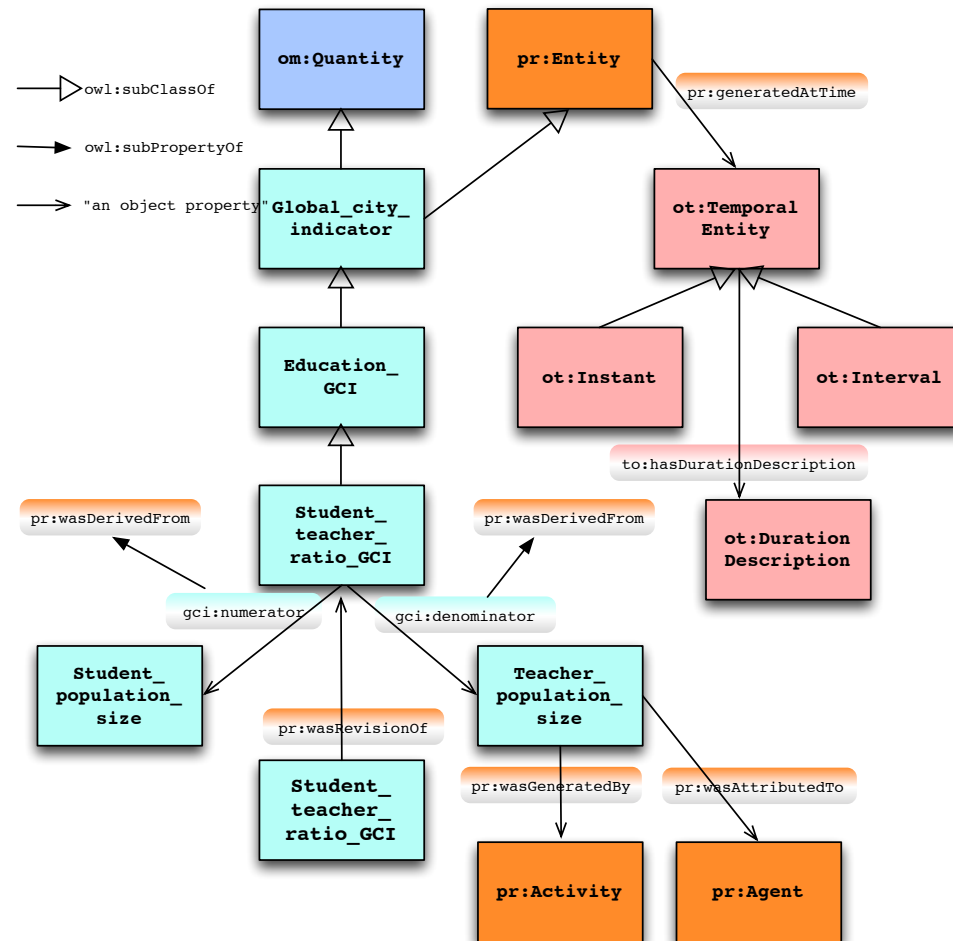 om:Quantity
pr:Entity
owl:subClassOf
pr:generatedAtTime
owl:subPropertyOf
"an object property"
Global_city_
indicator
ot:Temporal
Entity
Education_
GCI
ot:Instant
ot:Interval
to:hasDurationDescription
pr:wasDerivedFrom
Student_
teacher_
ratio_GCI
pr:wasDerivedFrom
ot:Duration
Description
gci:numerator
gci:denominator
Student_
population_
size
Teacher_
population_
size
pr:wasRevisionOf
Student_
teacher_
ratio_GCI
pr:wasGeneratedBy
pr:wasAttributedTo
pr:Activity
pr:Agent